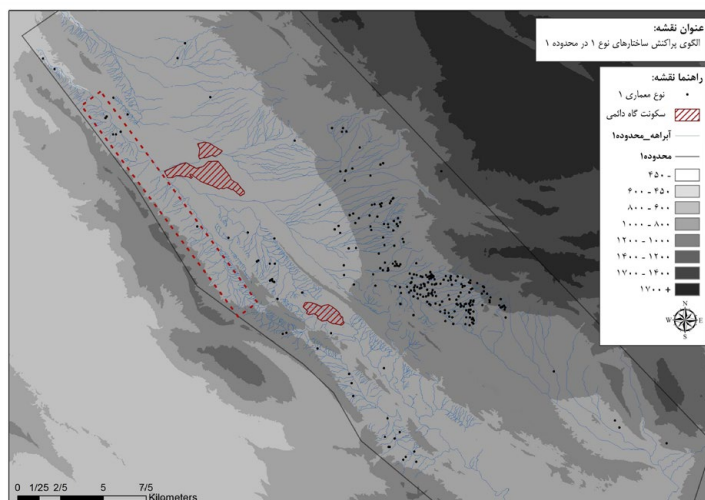 عنوان نقشه:
الگوی پراکنش ساختارهای نوع ۱ در محدوده ۱
راهنما نقشه:
نوع معماری ۱
سکونت گاه دائمی
آبراهه_محدوده۱
محدوده۱
۴۵۰ -
۶۰۰ - ۴۵۰
۸۰۰ - ۶۰۰
۱۰۰۰ - ۸۰۰
۱۲۰۰ - ۱۰۰۰
۱۴۰۰ - ۱۲۰۰
۱۷۰۰ - ۱۴۰۰
۱۷۰۰ +
N
W E
S
0 1/25 2/5 5 7/5
Kilometers